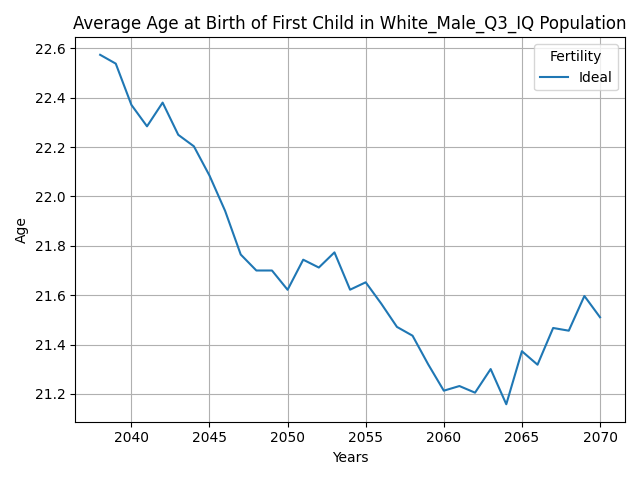 Average Age at Birth of First Child in White_Male_Q3_IQ Population
Fertility
Ideal
22.6
22.4
22.2
22.0
21.8
21.6
21.4
21.2
Age
2040 2045 2050 2055 2060 2065 2070
Years